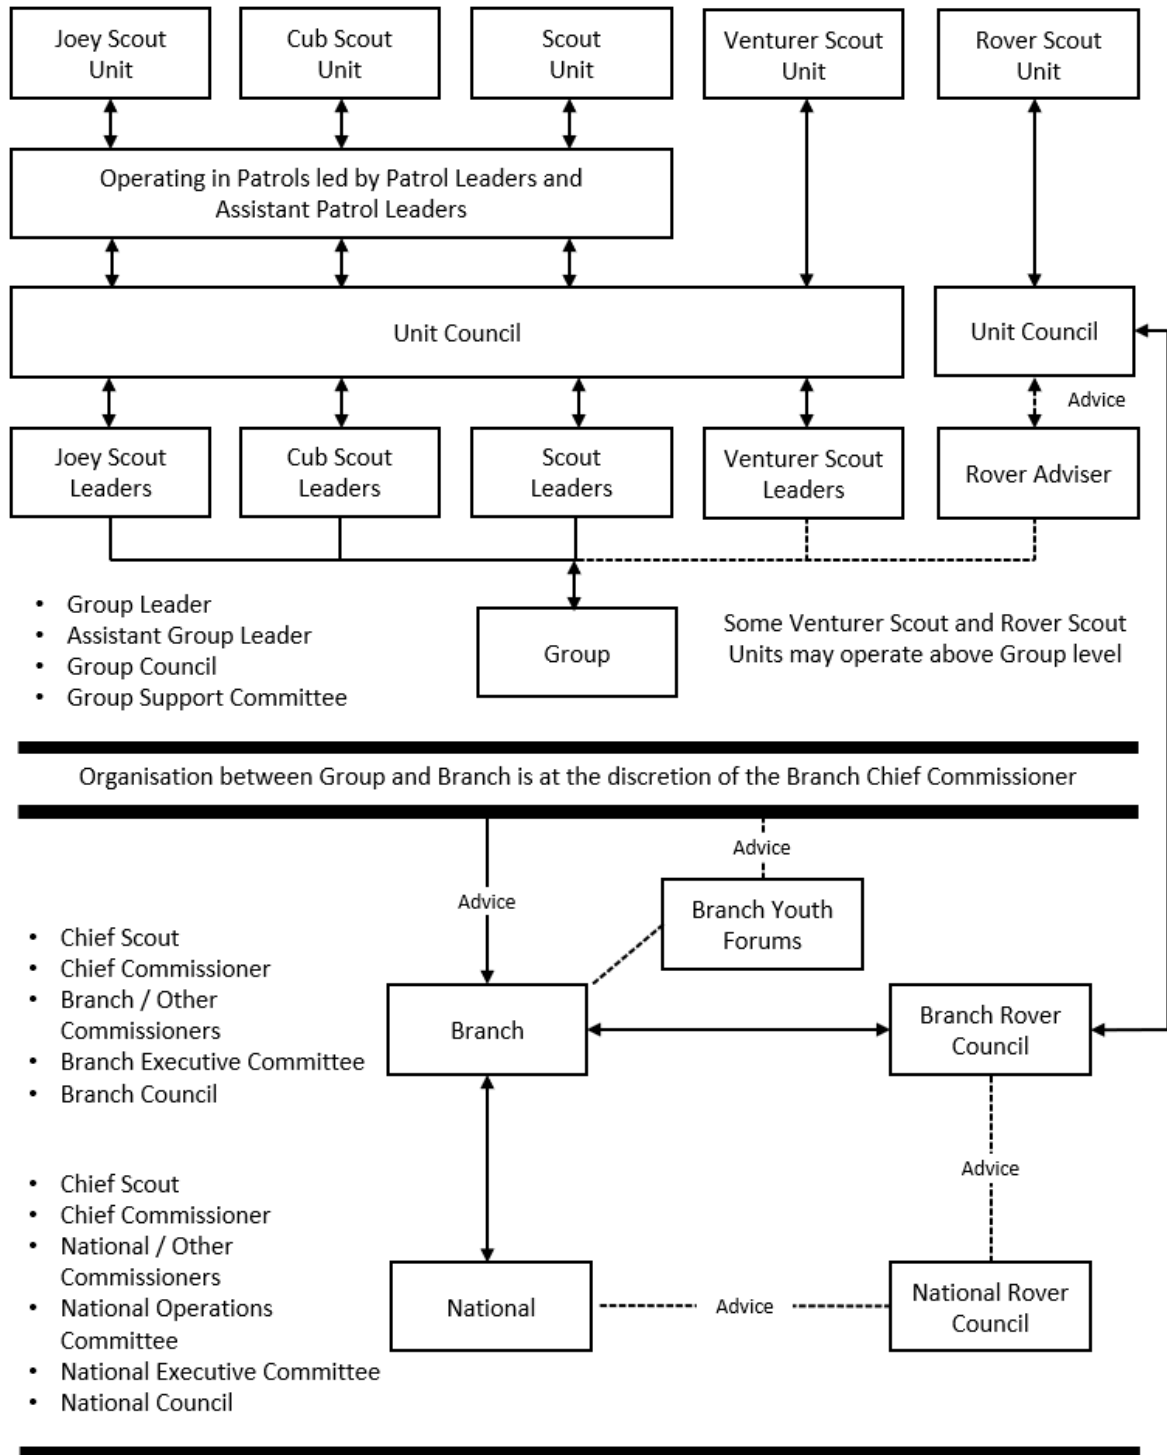 Joey Scout
Unit
Cub Scout
Unit
Scout
Unit
Venturer Scout
Unit
Rover Scout
Unit
Operating in Patrols led by Patrol Leaders and
Assistant Patrol Leaders
Unit Council
Unit Council
Advice
Joey Scout
Leaders
Cub Scout
Leaders
Scout
Leaders
Venturer Scout
Leaders
Rover Adviser
• Group Leader
• Assistant Group Leader
• Group Council
• Group Support Committee
Group
Some Venturer Scout and Rover Scout
Units may operate above Group level
Organisation between Group and Branch is at the discretion of the Branch Chief Commissioner
Advice
Advice
Branch Youth
Forums
• Chief Scout
• Chief Commissioner
• Branch / Other
Commissioners
• Branch Executive Committee
• Branch Council
Branch
Branch Rover
Council
Advice
• Chief Scout
• Chief Commissioner
• National / Other
Commissioners
• National Operations
Committee
• National Executive Committee
• National Council
National
Advice
National Rover
Council